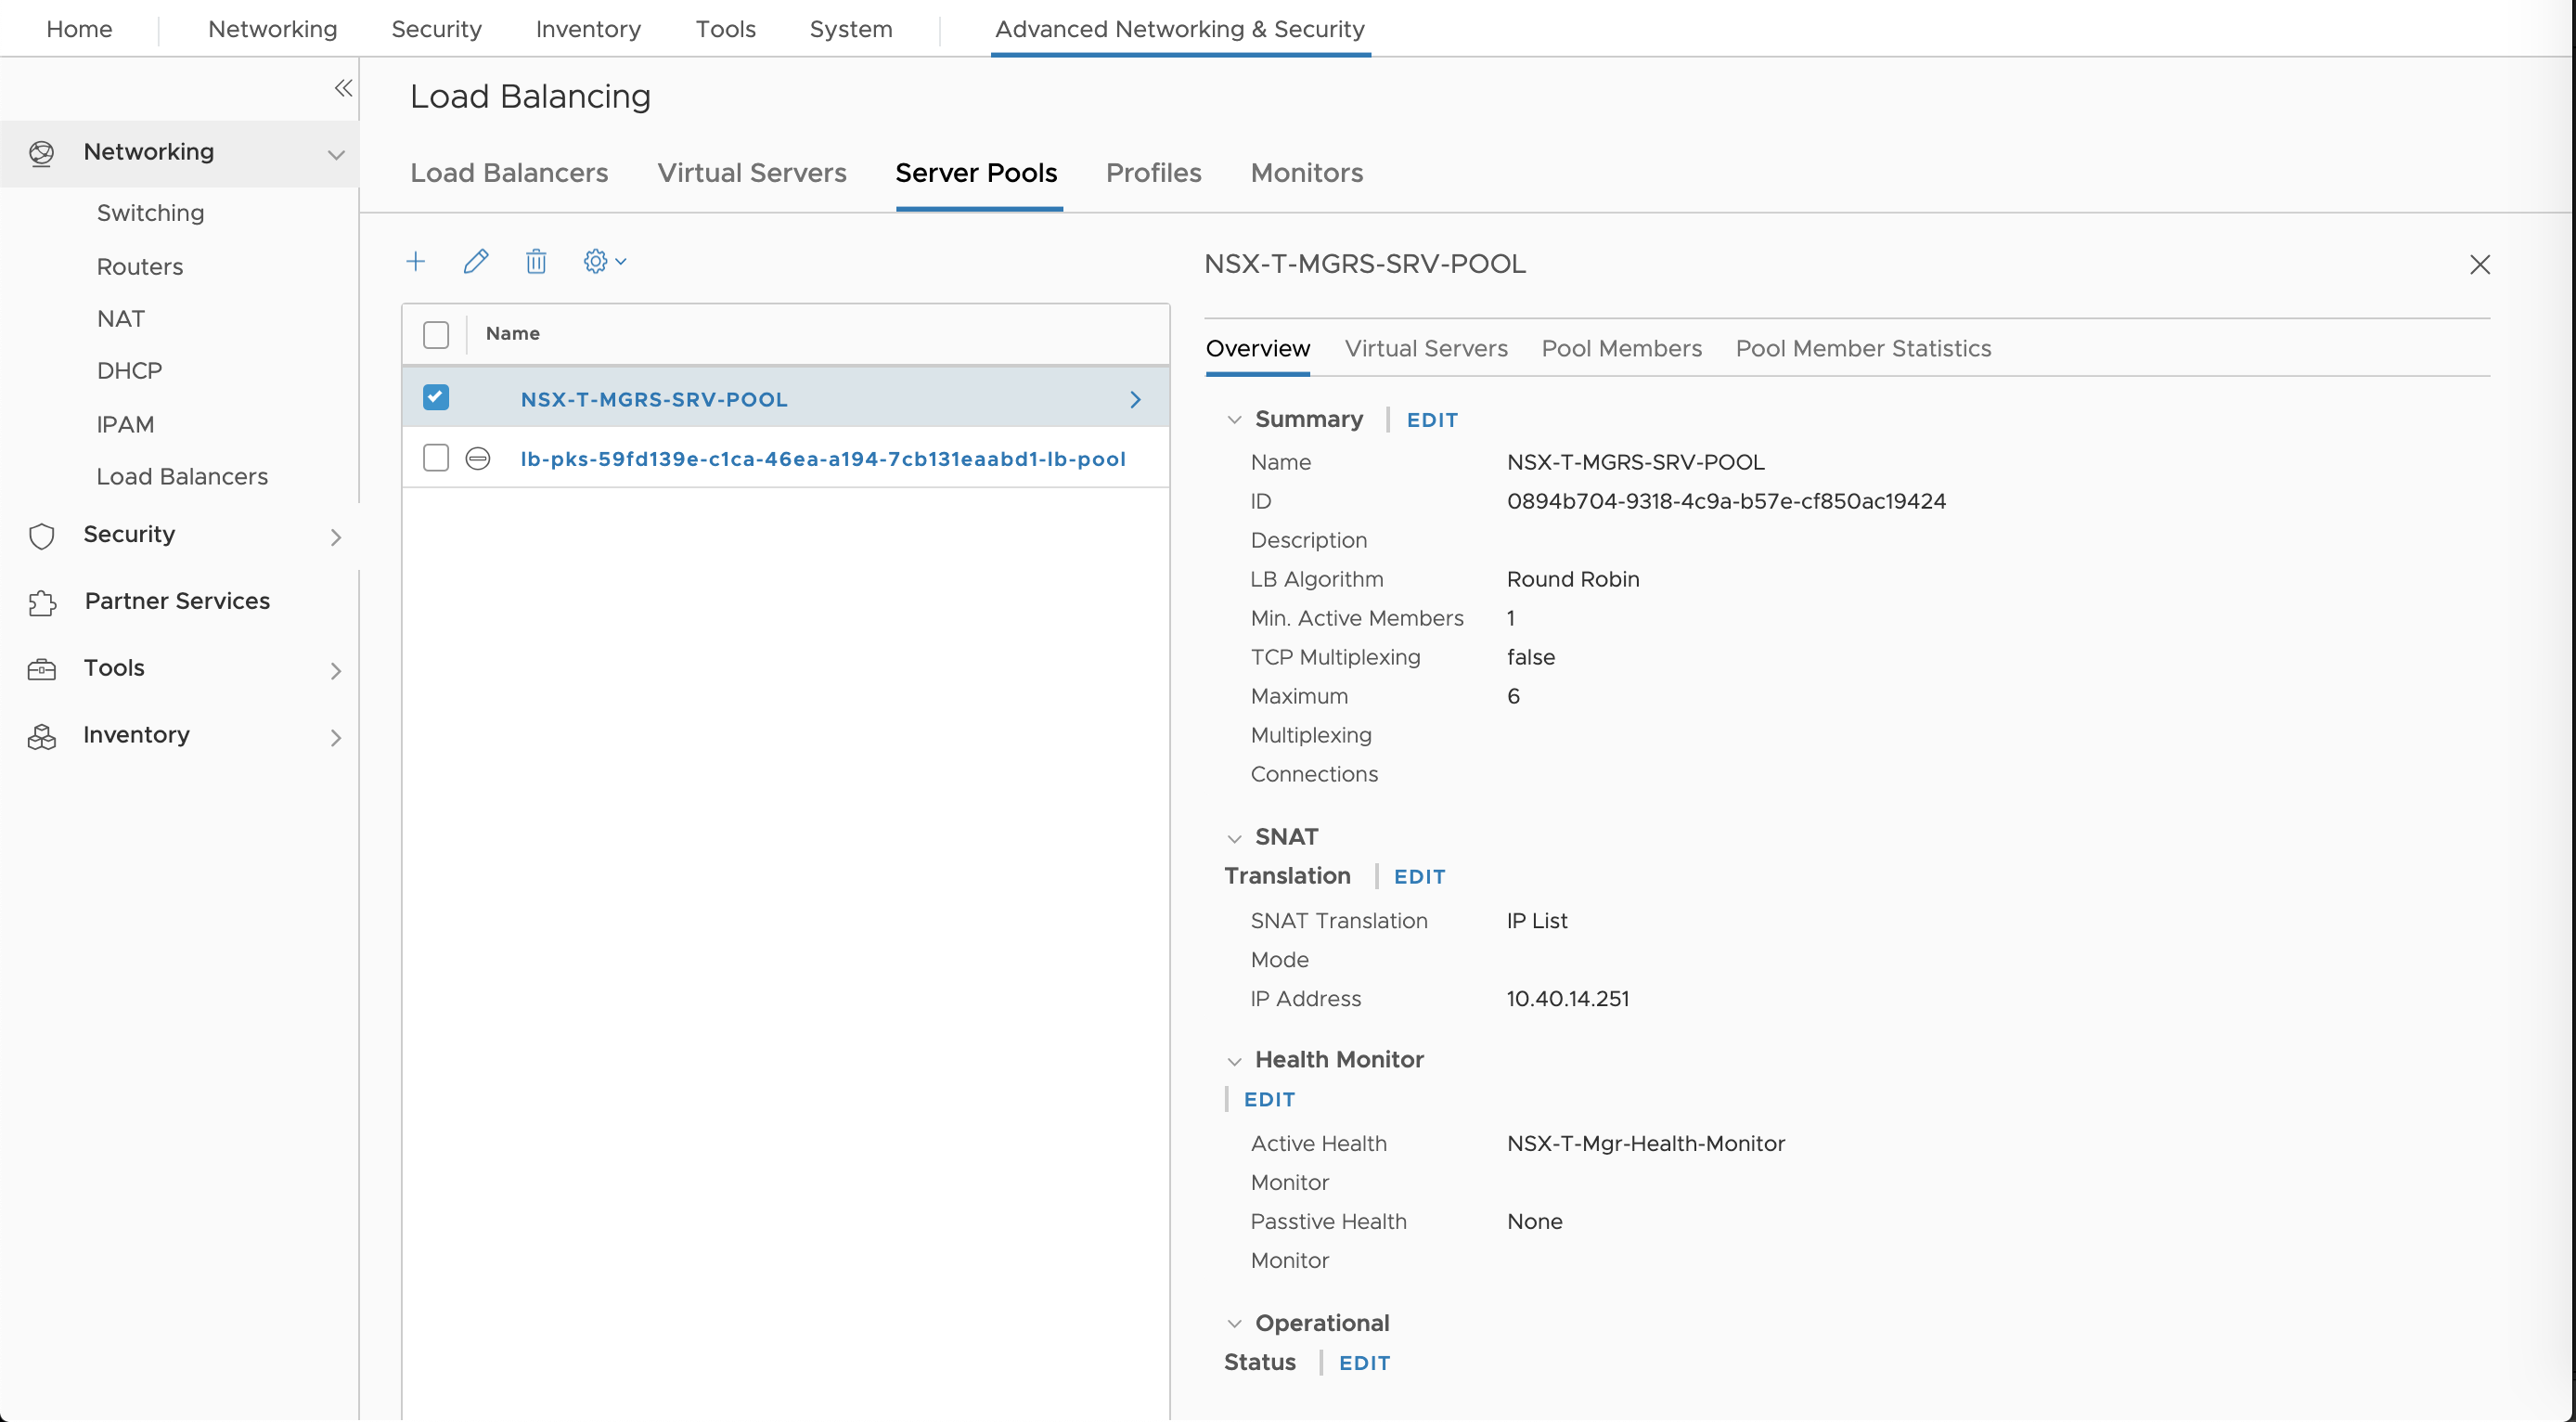 Home Networking Security Inventory Tools System Advanced Networking & Security
Load Balancing
Networking
Switching
Routers
NAT
DHCP
IPAM
Load Balancers
Security
Partner Services
Tools
Inventory
Load Balancers Virtual Servers Server Pools Profiles Monitors
Name
NSX-T-MGRS-SRV-POOL
lb-pks-59fd139e-c1ca-46ea-a194-7cb131eaabd1-lb-pool
NSX-T-MGRS-SRV-POOL
Overview Virtual Servers Pool Members Pool Member Statistics
Summary EDIT
Name NSX-T-MGRS-SRV-POOL
ID 0894b704-9318-4c9a-b57e-cf850ac19424
Description
LB Algorithm Round Robin
Min. Active Members 1
TCP Multiplexing false
Maximum 6
Multiplexing
Connections
SNAT
Translation EDIT
SNAT Translation IP List
Mode
IP Address 10.40.14.251
Health Monitor
EDIT
Active Health NSX-T-Mgr-Health-Monitor
Monitor
Passtive Health None
Monitor
Operational
Status EDIT